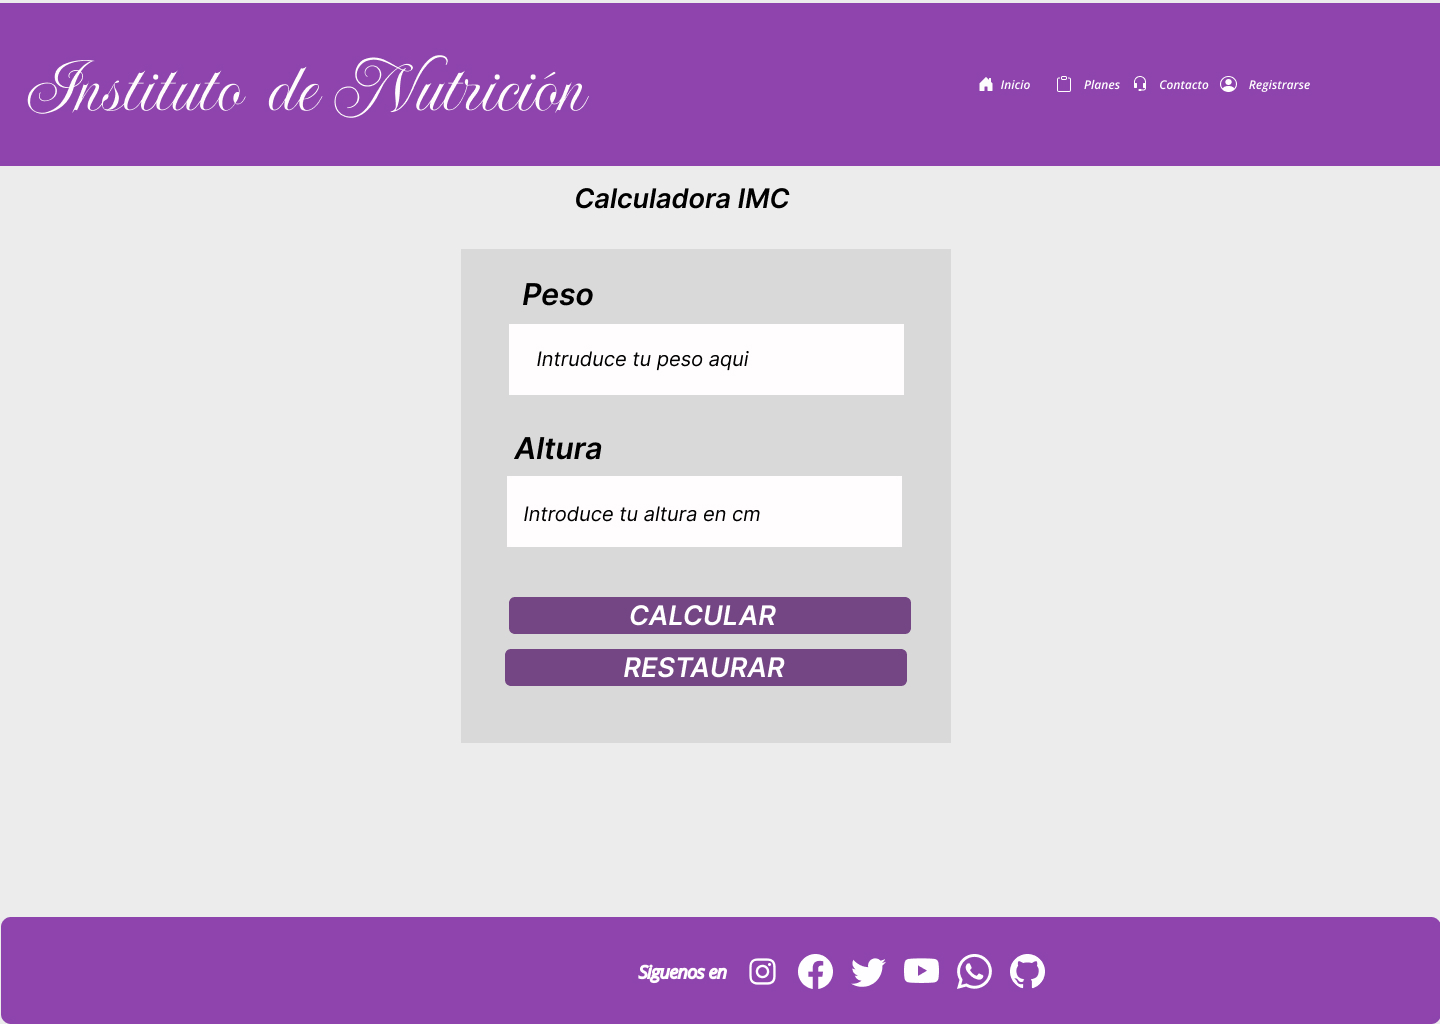 Instituto de Nutrición
Inicio Planes Contacto Registrarse
Calculadora IMC
Peso
Intruduce tu peso aqui
Altura
Introduce tu altura en cm
CALCULAR
RESTAURAR
Siguenos en